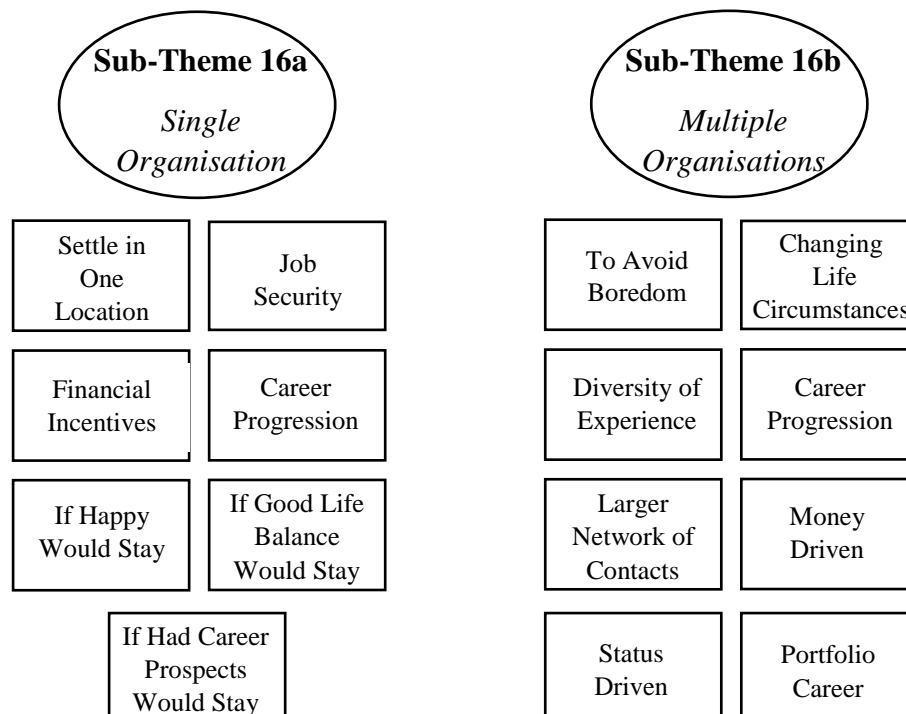 Sub-Theme 16a
Single
Organisation
Settle in
One
Location
Job
Security
Financial
Incentives
Career
Progression
If Happy
Would Stay
If Good Life
Balance
Would Stay
If Had Career
Prospects
Would Stay
Sub-Theme 16b
Multiple
Organisations
To Avoid
Boredom
Changing
Life
Circumstances
Diversity of
Experience
Career
Progression
Larger
Network of
Contacts
Money
Driven
Status
Driven
Portfolio
Career